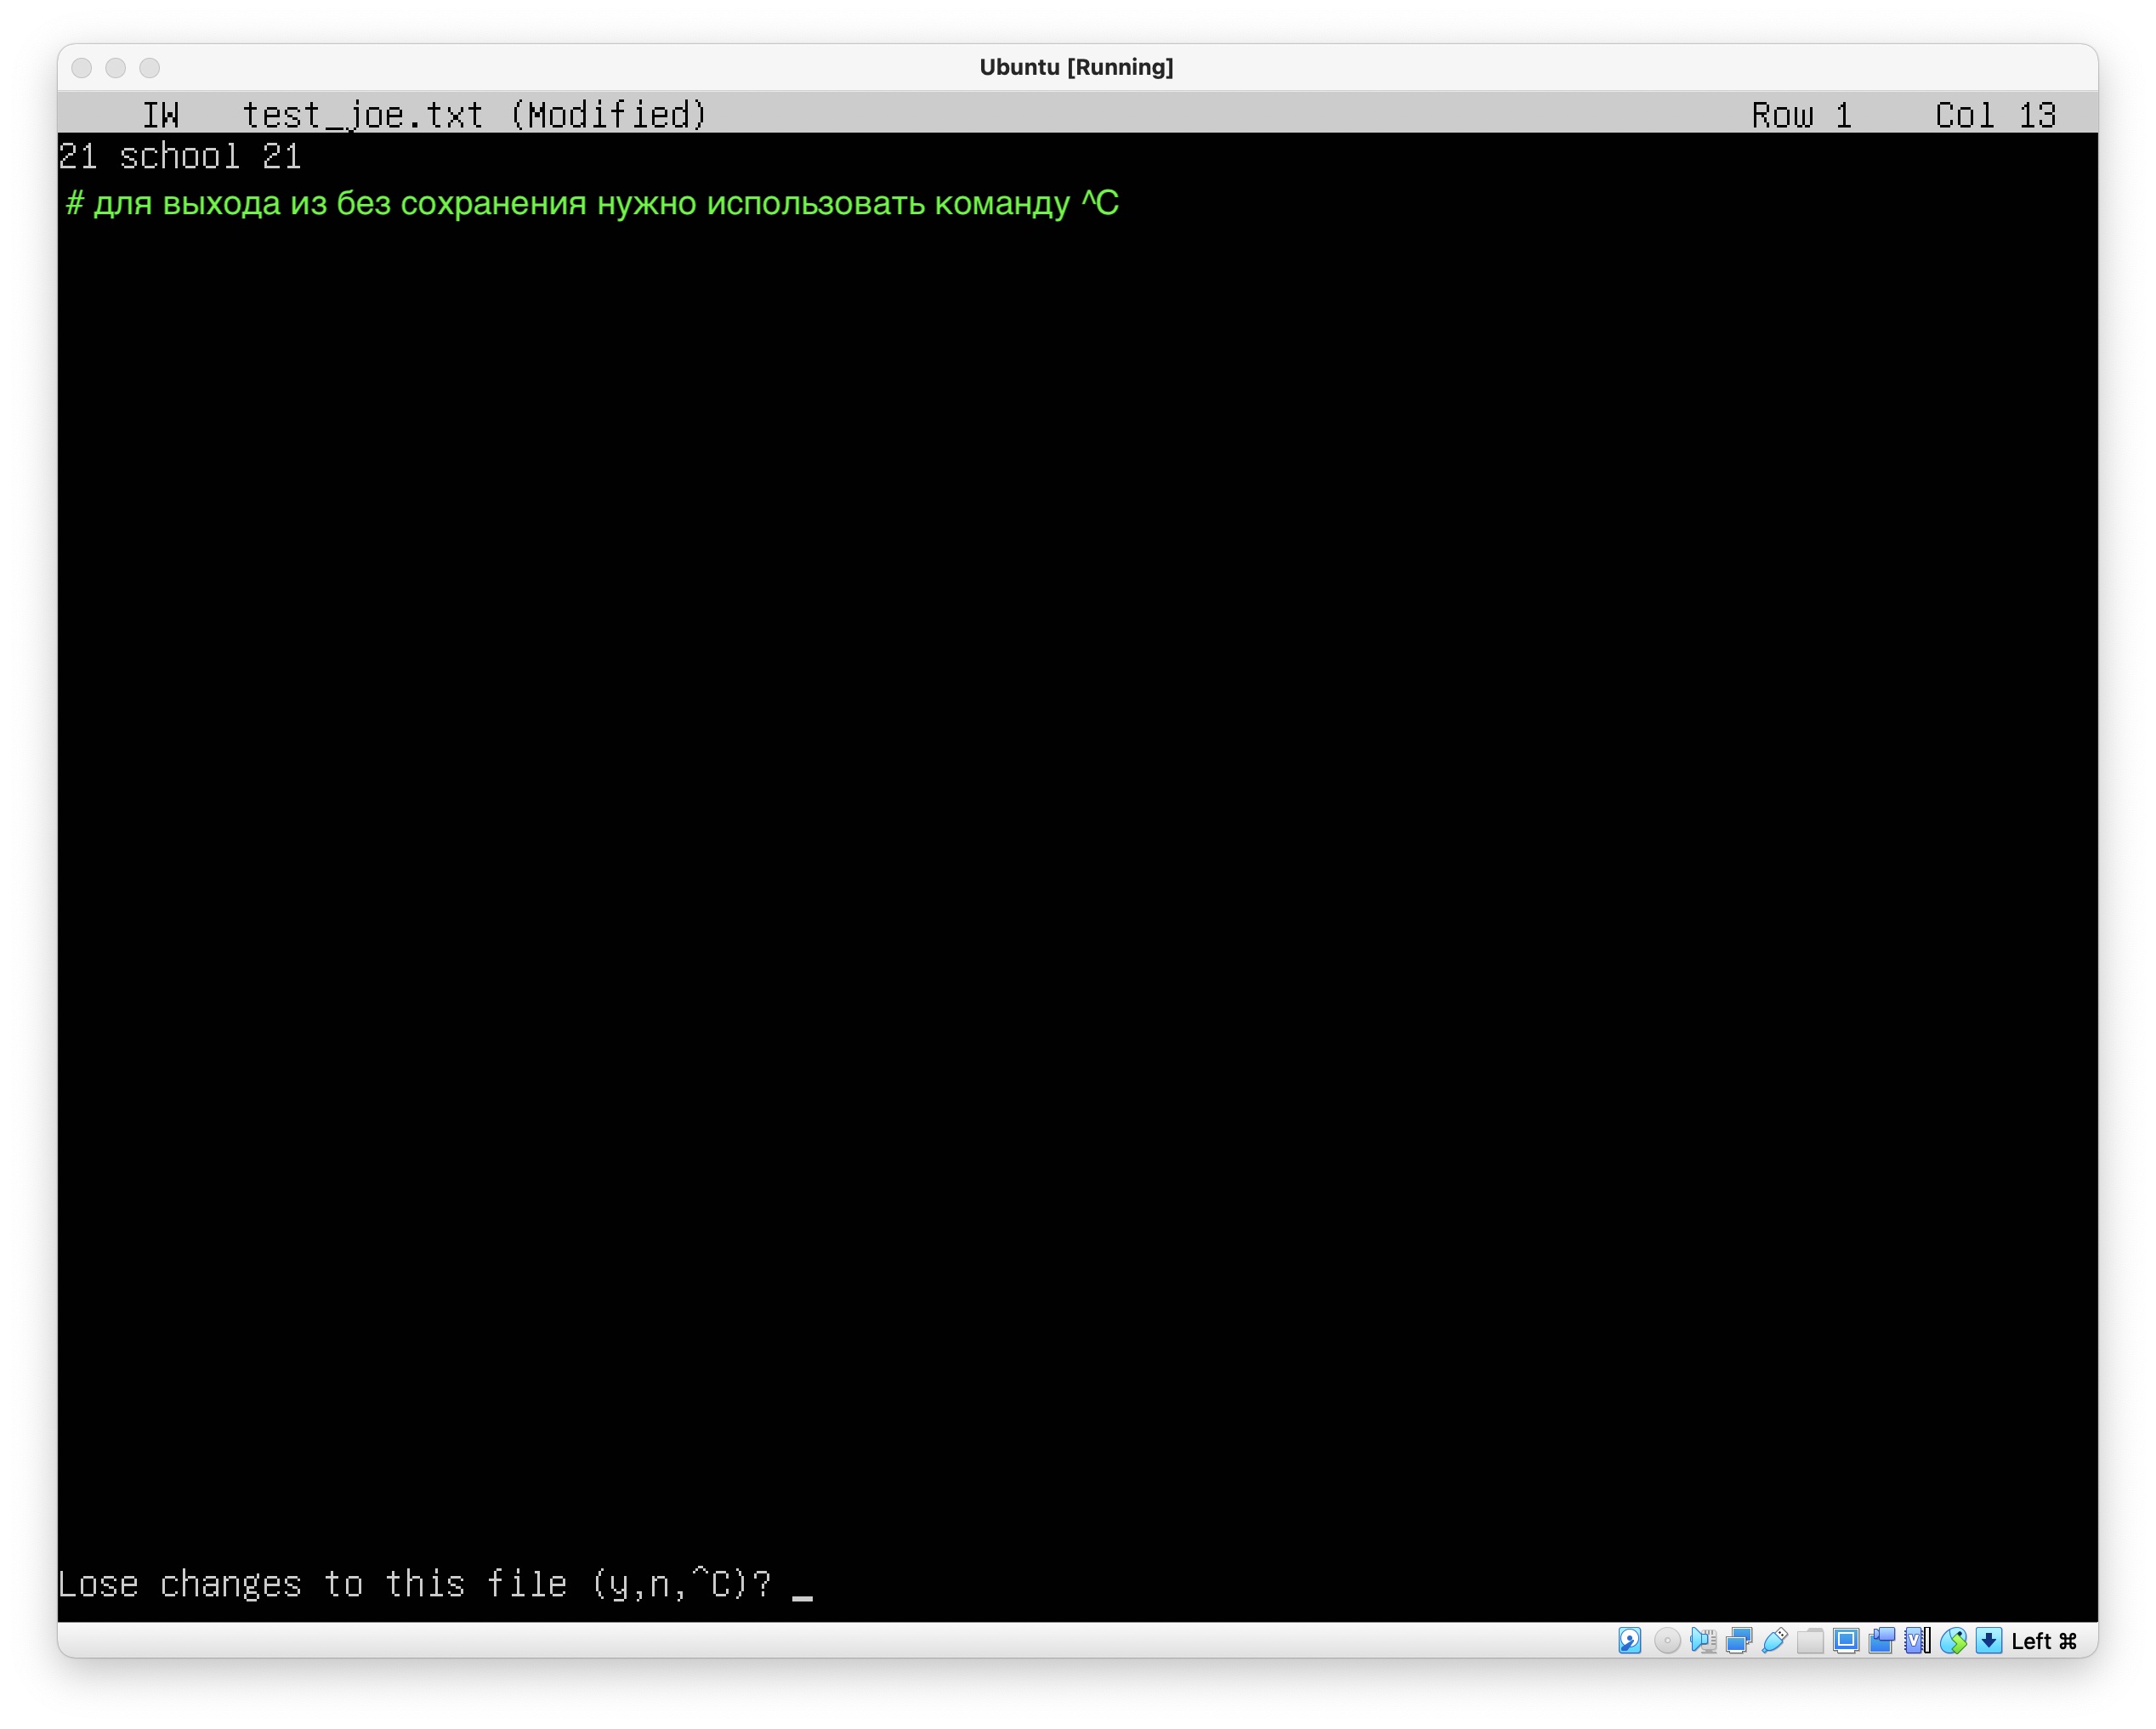 Ubuntu [Running]
IW test_joe.txt (Modified) Row 1 Col 13
21 school 21
# для выхода из без сохранения нужно использовать команду ^C
Lose changes to this file (y,n,^C)? _
Left ⌘